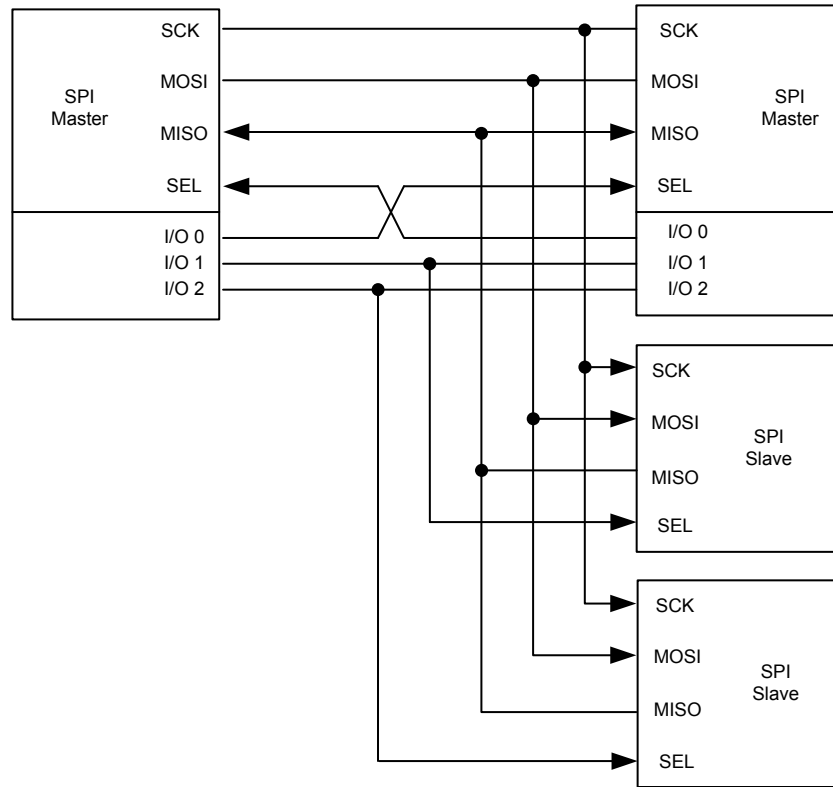 SCK
MOSI
SPI
Master
MISO
SEL
I/O 0
I/O 1
I/O 2
SCK
MOSI
SPI
Master
MISO
SEL
I/O 0
I/O 1
I/O 2
SCK
MOSI
SPI
Slave
MISO
SEL
SCK
MOSI
SPI
Slave
MISO
SEL